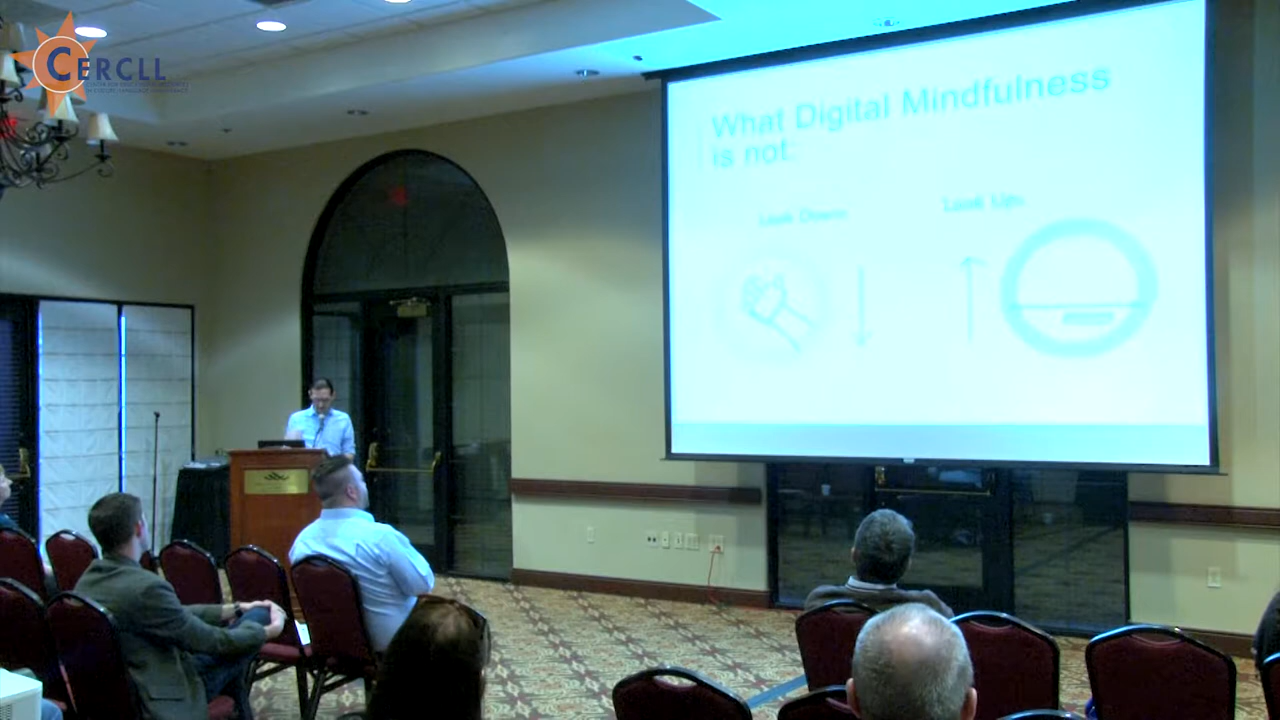 CERCLL
What Digital Mindfulness
is not:
Look Down
Look Up